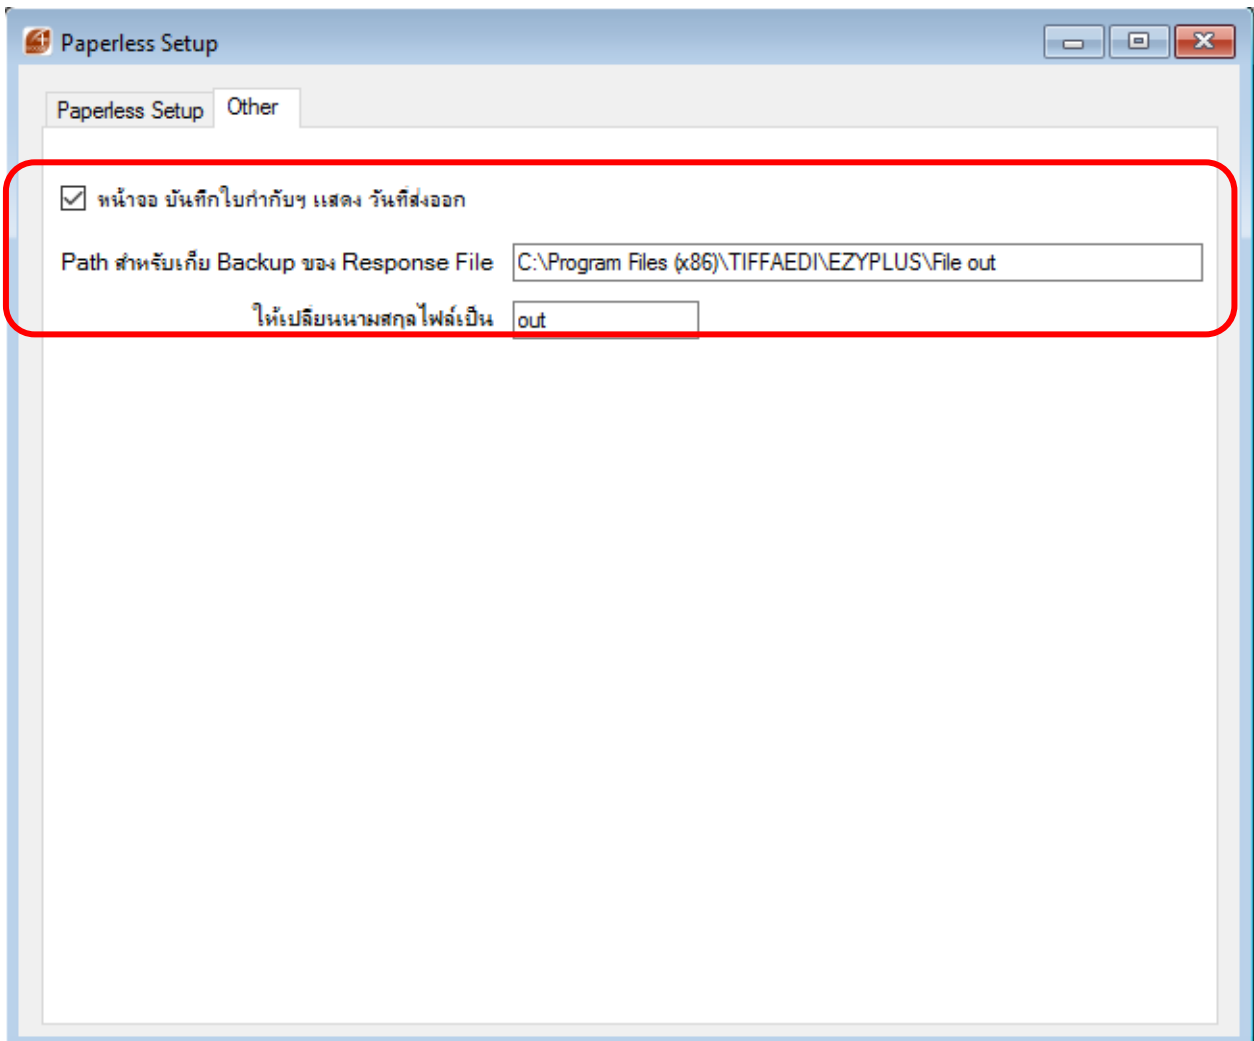 Paperless Setup
Paperless Setup Other
หน้าจอ บันทึกใบกำกับฯ แสดง วันที่ส่งออก
Path สำหรับเก็บ Backup ของ Response File C:\Program Files (x86)\TIFFAEDI\EZYPLUS\File out
ให้เปลี่ยนนามสกุลไฟล์เป็น out